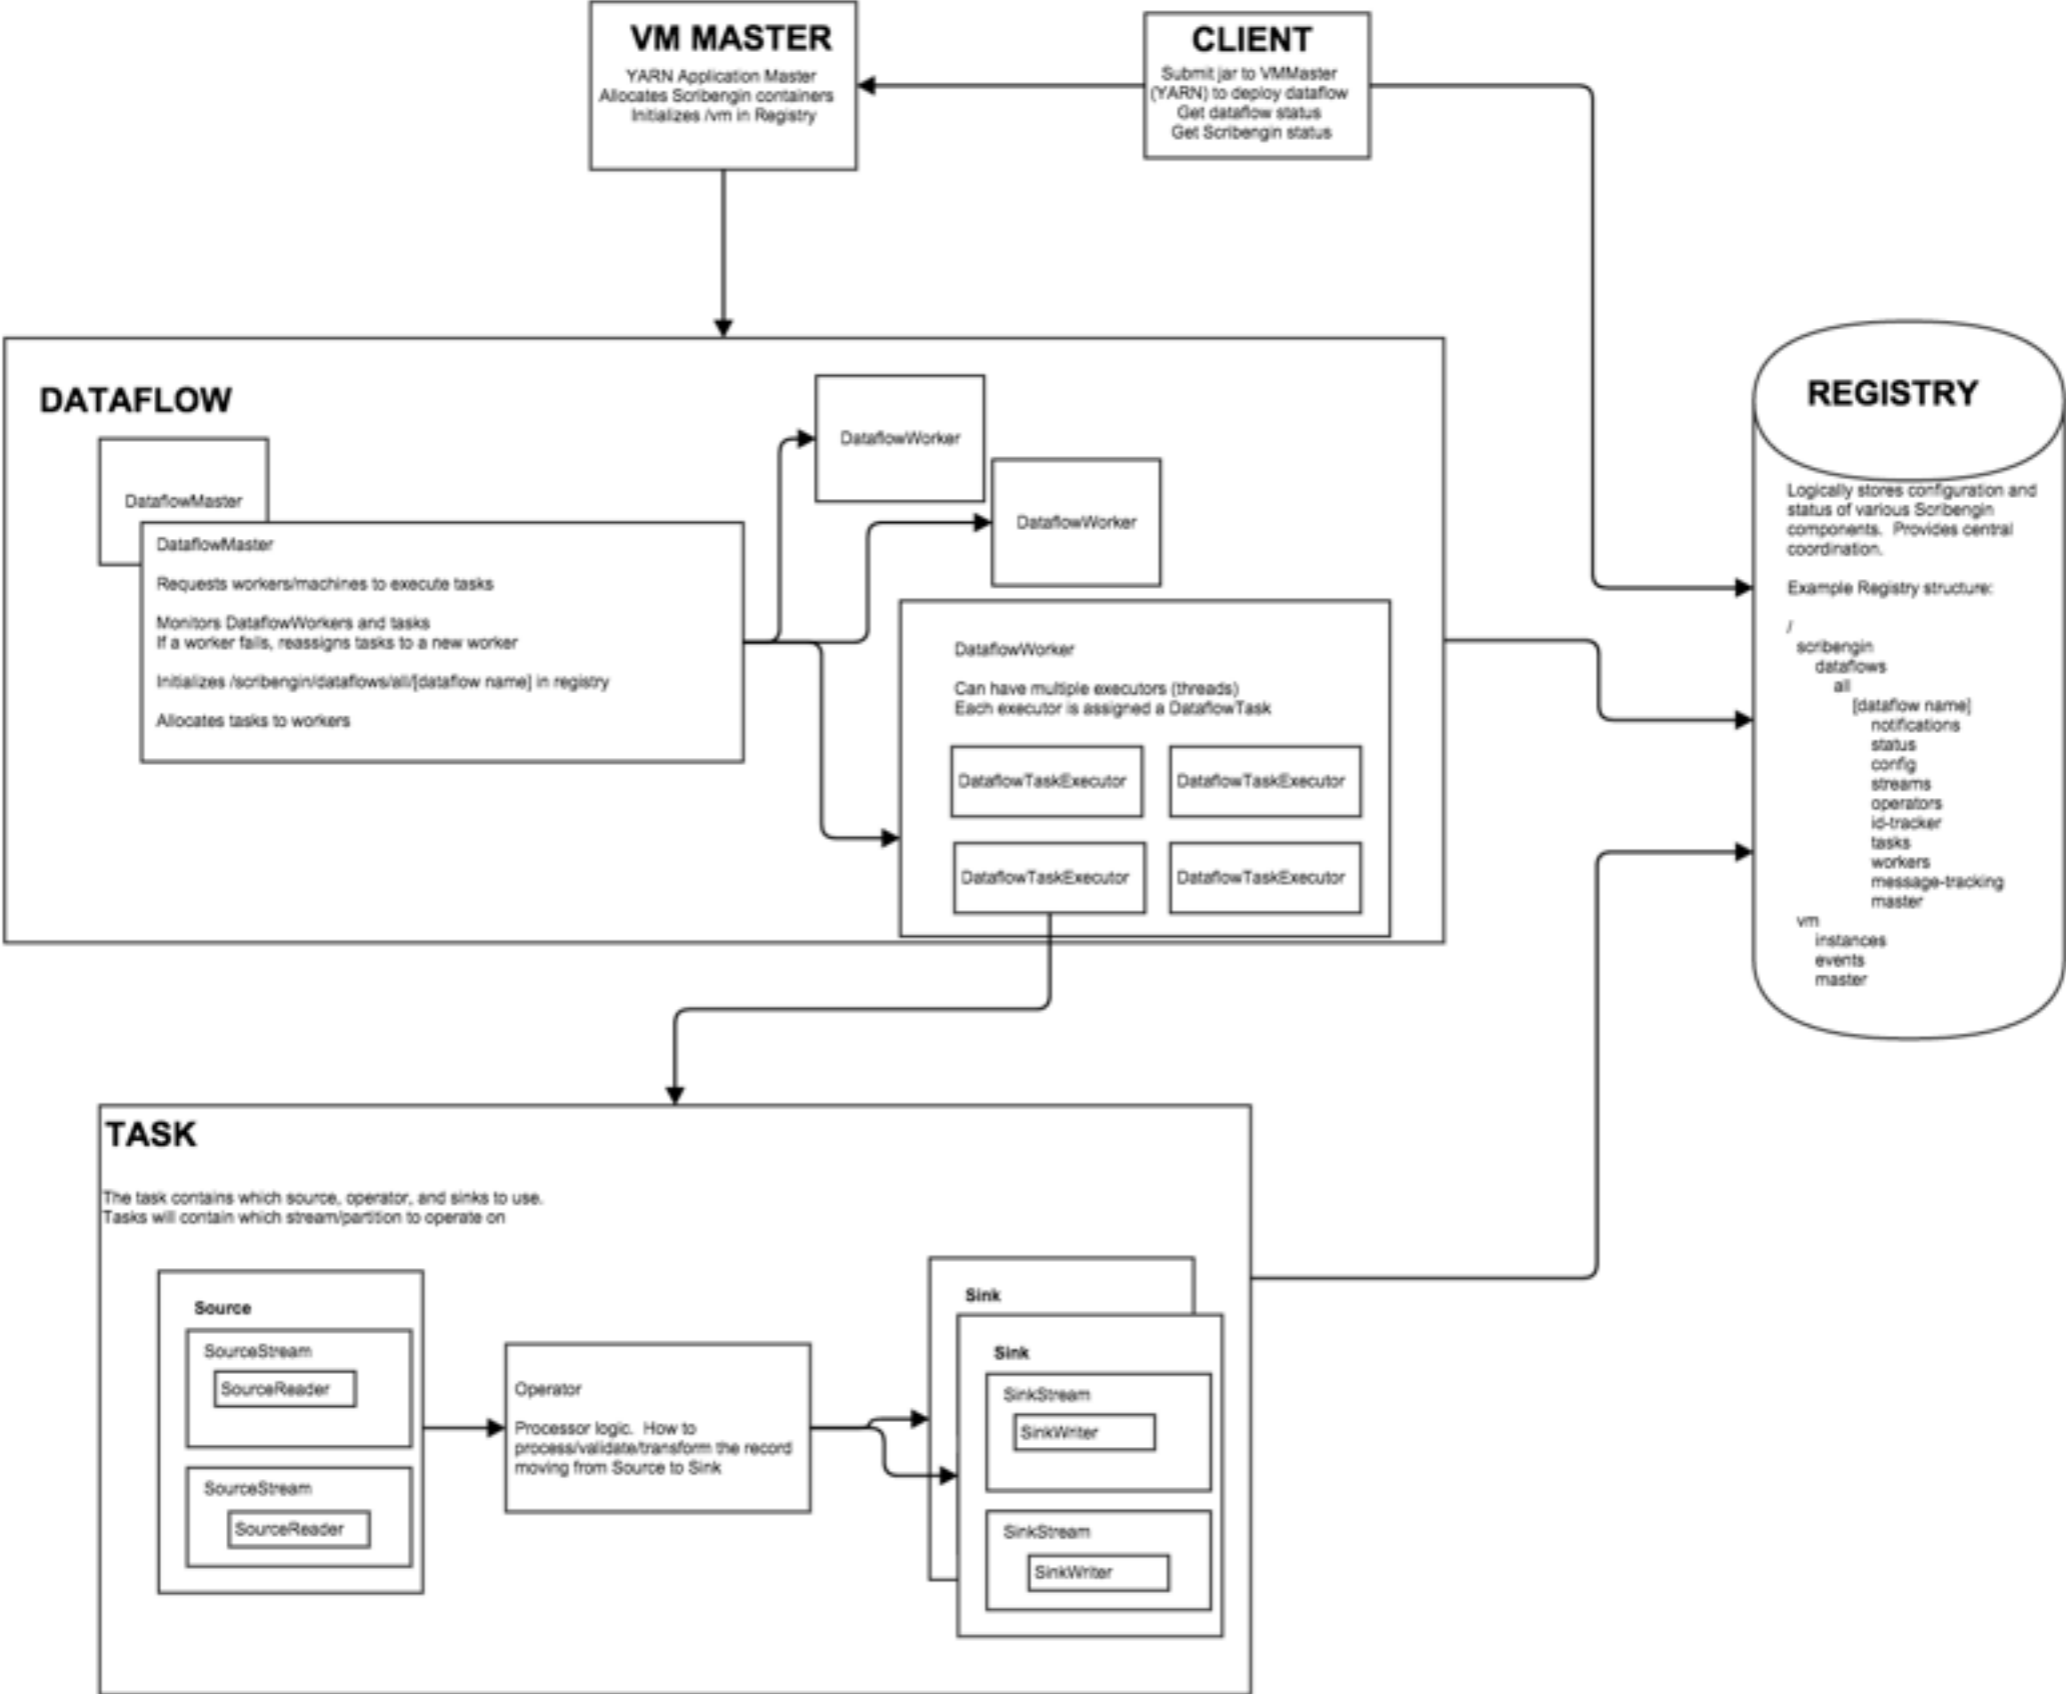 VM MASTER
YARN Application Master
Allocates Scribengin containers
Initializes /vm in Registry
CLIENT
Submit jar to VMMaster
(YARN) to deploy dataflow
Get dataflow status
Get Scribengin status
DATAFLOW
DataflowMaster
DataflowMaster
Requests workers/machines to execute tasks
Monitors DataflowWorkers and tasks
If a worker fails, reassigns tasks to a new worker
Initializes /scribengin/dataflows/all/[dataflow name] in registry
Allocates tasks to workers
DataflowWorker
DataflowWorker
DataflowWorker
Can have multiple executors (threads)
Each executor is assigned a DataflowTask
DataflowTaskExecutor
DataflowTaskExecutor
DataflowTaskExecutor
DataflowTaskExecutor
REGISTRY
Logically stores configuration and
status of various Scribengin
components.  Provides central
coordination.
Example Registry structure:
/
scribengin
dataflows
all
[dataflow name]
notifications
status
config
streams
operators
id-tracker
tasks
workers
message-tracking
master
vm
instances
events
master
TASK
The task contains which source, operator, and sinks to use.
Tasks will contain which stream/partition to operate on
Source
SourceStream
SourceReader
SourceStream
SourceReader
Operator
Processor logic.  How to
process/validate/transform the record
moving from Source to Sink
Sink
Sink
SinkStream
SinkWriter
SinkStream
SinkWriter